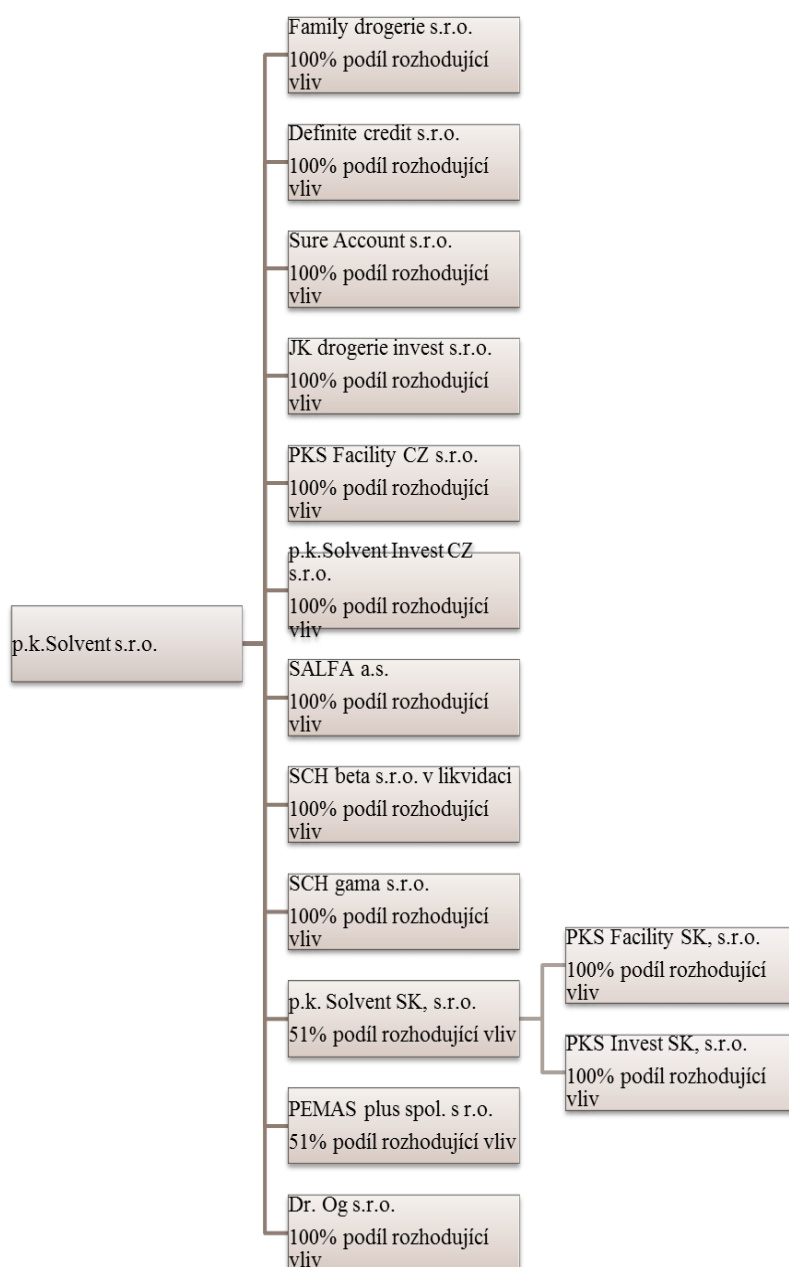 Family drogerie s.r.o.
100% podíl rozhodující
vliv
Definite credit s.r.o.
100% podíl rozhodující
vliv
Sure Account s.r.o.
100% podíl rozhodující
vliv
JK drogerie invest s.r.o.
100% podíl rozhodující
vliv
PKS Facility CZ s.r.o.
100% podíl rozhodující
vliv
p.k.Solvent Invest CZ
s.r.o.
100% podíl rozhodující
vliv
p.k.Solvent s.r.o.
SALFA a.s.
100% podíl rozhodující
vliv
SCH beta s.r.o. v likvidaci
100% podíl rozhodující
vliv
SCH gama s.r.o.
100% podíl rozhodující
vliv
p.k. Solvent SK, s.r.o.
51% podíl rozhodující vliv
PKS Facility SK, s.r.o.
100% podíl rozhodující
vliv
PKS Invest SK, s.r.o.
100% podíl rozhodující
vliv
PEMAS plus spol. s r.o.
51% podíl rozhodující vliv
Dr. Og s.r.o.
100% podíl rozhodující
vliv